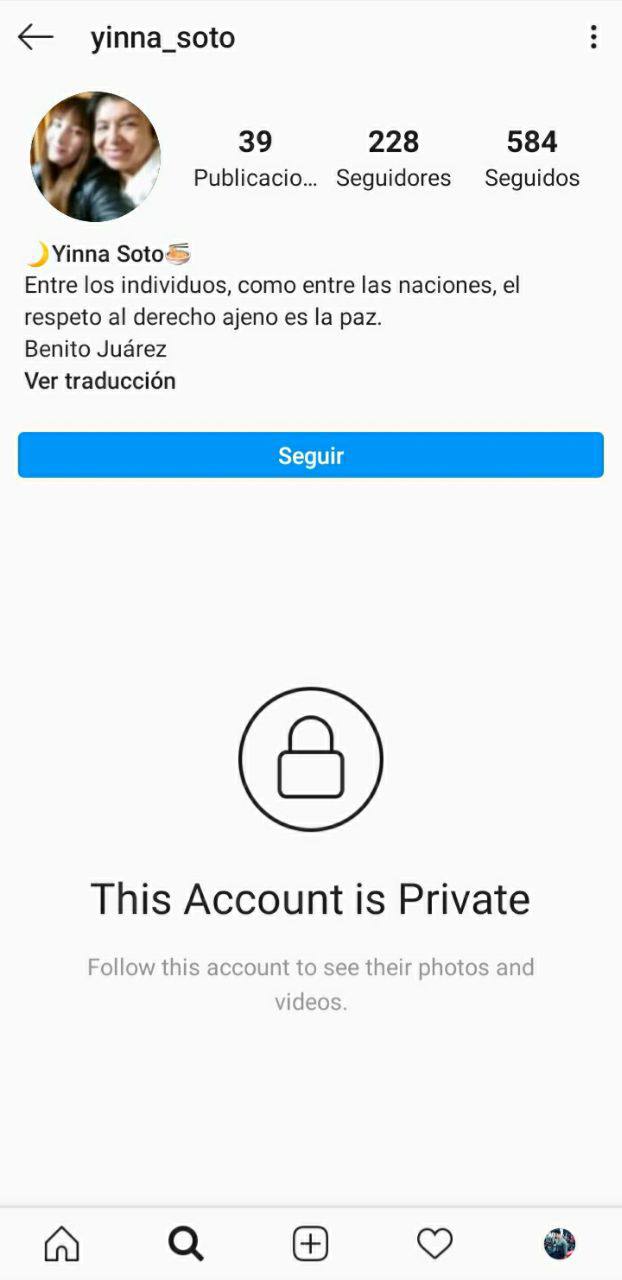 yinna_soto
39 228 584
Publicacio... Seguidores Seguidos
🌙Yinna Soto🍜
Entre los individuos, como entre las naciones, el
respeto al derecho ajeno es la paz.
Benito Juárez
Ver traducción
Seguir
This Account is Private
Follow this account to see their photos and
videos.